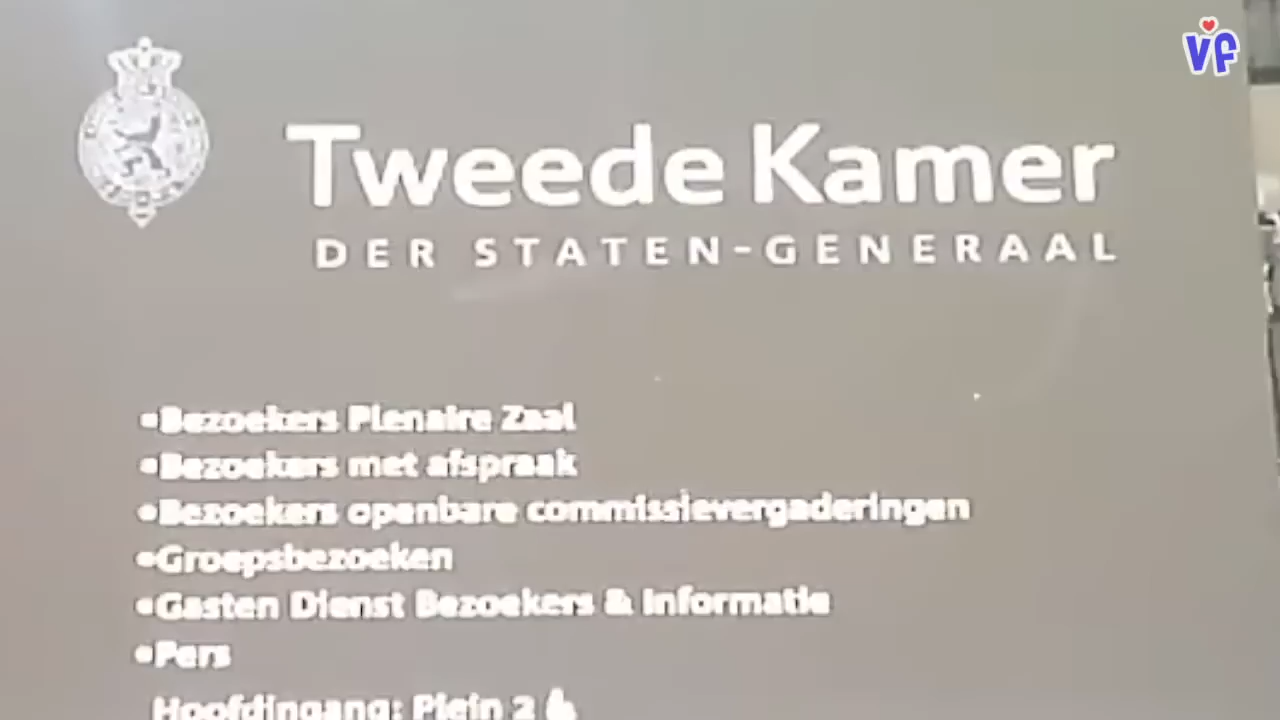 vf
Tweede Kamer
DER STATEN-GENERAAL
•Bezoekers Plenaire Zaal
•Bezoekers met afspraak
•Bezoekers openbare commissievergaderingen
•Groepsbezoeken
•Gasten Dienst Bezoekers & Informatie
•Pers
Hoofdingang: Plein 2